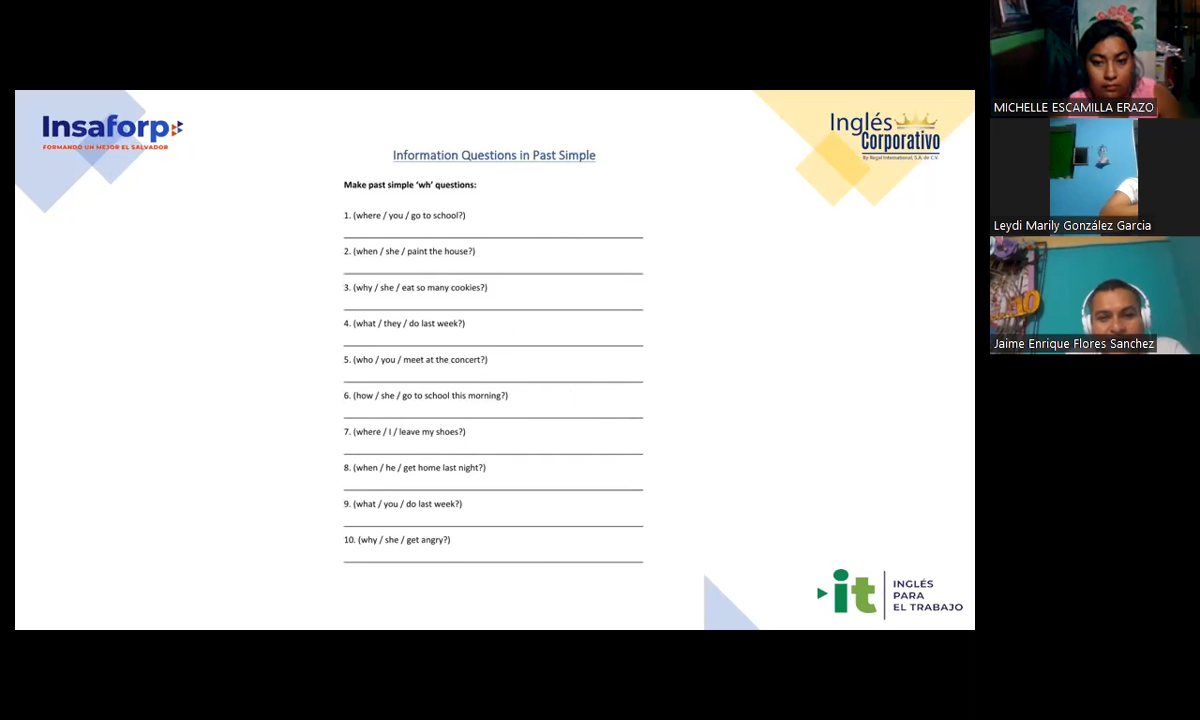 Insaforp
FORMANDO UN MEJOR EL SALVADOR
Inglés
Corporativo
By Regal International, S.A. de C.V.
Information Questions in Past Simple
Make past simple ‘wh’ questions:
1. (where / you / go to school?)
2. (when / she / paint the house?)
3. (why / she / eat so many cookies?)
4. (what / they / do last week?)
5. (who / you / meet at the concert?)
6. (how / she / go to school this morning?)
7. (where / I / leave my shoes?)
8. (when / he / get home last night?)
9. (what / you / do last week?)
10. (why / she / get angry?)
it
INGLÉS
PARA
EL TRABAJO
MICHELLE ESCAMILLA ERAZO
Leydi Marily González Garcia
10
Jaime Enrique Flores Sanchez